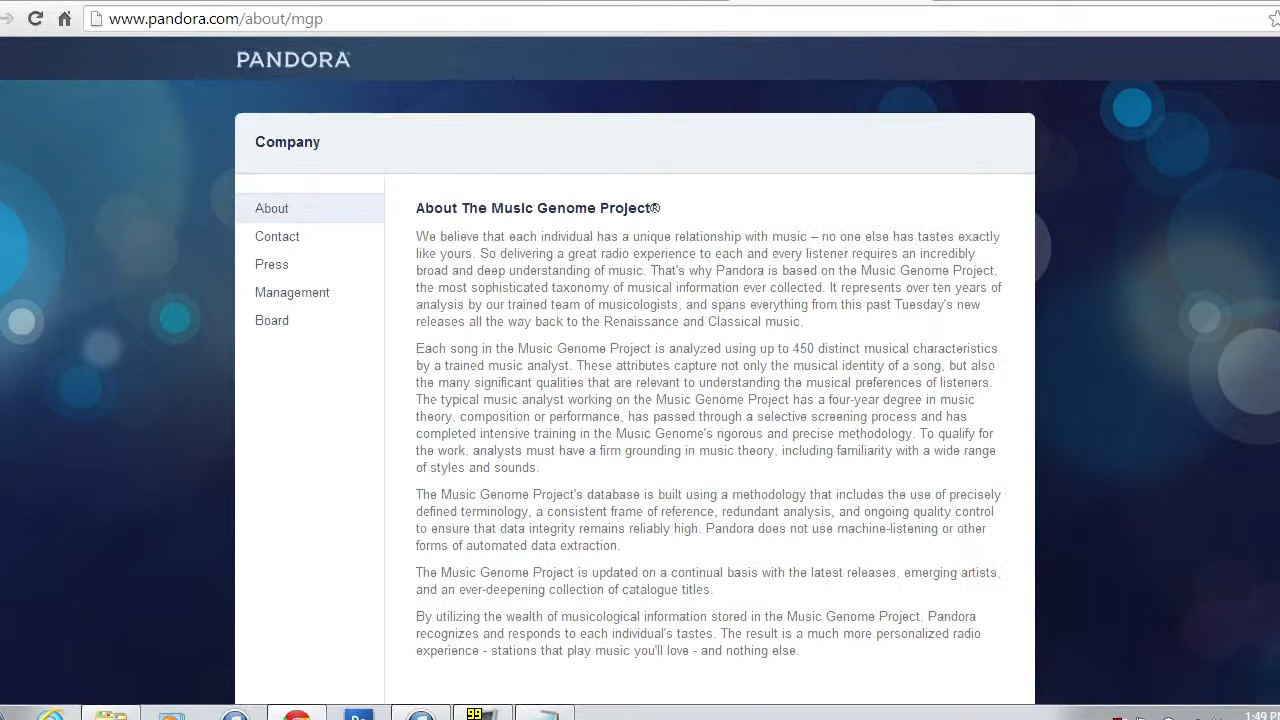 www.pandora.com/about/mgp
PANDORA
Company
About
Contact
Press
Management
Board
About The Music Genome Project®
We believe that each individual has a unique relationship with music – no one else has tastes exactly
like yours. So delivering a great radio experience to each and every listener requires an incredibly
broad and deep understanding of music. That's why Pandora is based on the Music Genome Project,
the most sophisticated taxonomy of musical information ever collected. It represents over ten years of
analysis by our trained team of musicologists, and spans everything from this past Tuesday's new
releases all the way back to the Renaissance and Classical music.
Each song in the Music Genome Project is analyzed using up to 450 distinct musical characteristics
by a trained music analyst. These attributes capture not only the musical identity of a song, but also
the many significant qualities that are relevant to understanding the musical preferences of listeners.
The typical music analyst working on the Music Genome Project has a four-year degree in music
theory, composition or performance, has passed through a selective screening process and has
completed intensive training in the Music Genome's rigorous and precise methodology. To qualify for
the work, analysts must have a firm grounding in music theory, including familiarity with a wide range
of styles and sounds.
The Music Genome Project's database is built using a methodology that includes the use of precisely
defined terminology, a consistent frame of reference, redundant analysis, and ongoing quality control
to ensure that data integrity remains reliably high. Pandora does not use machine-listening or other
forms of automated data extraction.
The Music Genome Project is updated on a continual basis with the latest releases, emerging artists,
and an ever-deepening collection of catalogue titles.
By utilizing the wealth of musicological information stored in the Music Genome Project, Pandora
recognizes and responds to each individual's tastes. The result is a much more personalized radio
experience - stations that play music you'll love - and nothing else.
99
1:49 PM